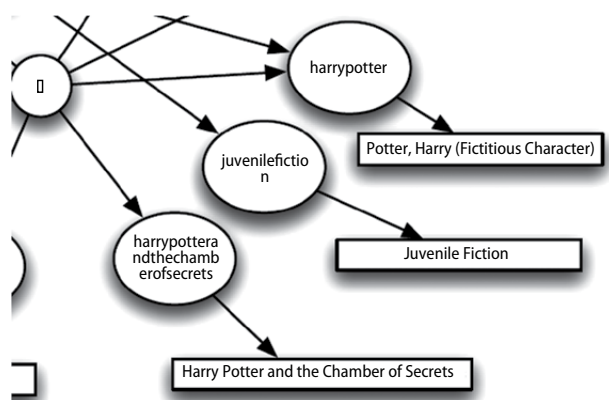 harrypotter
▯
Potter, Harry (Fictitious Character)
juvenilefictio
n
harrypottera
ndthechamb
erofsecrets
Juvenile Fiction
Harry Potter and the Chamber of Secrets